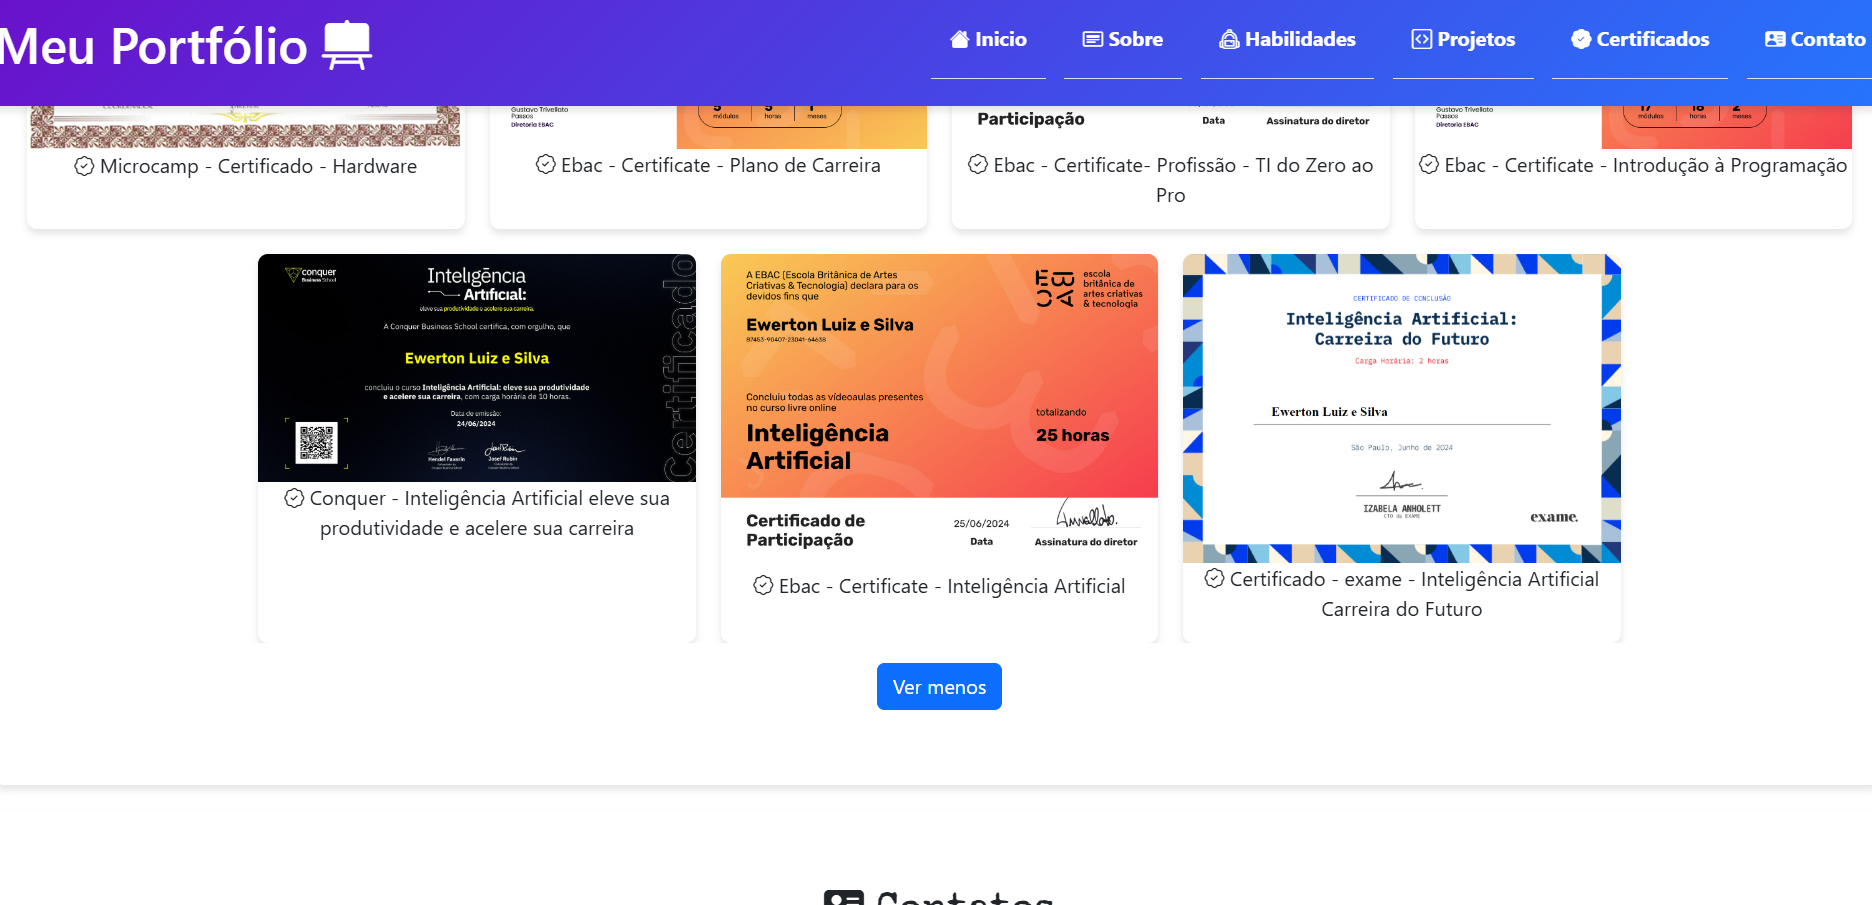 Meu Portfólio
Inicio
Sobre
Habilidades
Projetos
Certificados
Contato
Microcamp - Certificado - Hardware
Gustavo Trivellato
Passos
Diretoria EBAC
5 5 1
módulos horas meses
Ebac - Certificate - Plano de Carreira
Participação
Data
Assinatura do diretor
Ebac - Certificate- Profissão - TI do Zero ao
Pro
Gustavo Trivellato
Passos
Diretoria EBAC
17 18 2
módulos horas meses
Ebac - Certificate - Introdução à Programação
conquer
Business School
Inteligência
Artificial:
eleve sua produtividade e acelere sua carreira.
A Conquer Business School certifica, com orgulho, que
Ewerton Luiz e Silva
concluiu o curso Inteligência Artificial: eleve sua produtividade
e acelere sua carreira, com carga horária de 10 horas.
Data de emissão:
24/06/2024
Hendel Favarin
Josef Rubin
Certificado
Conquer - Inteligência Artificial eleve sua
produtividade e acelere sua carreira
A EBAC (Escola Britânica de Artes
Criativas & Tecnologia) declara para os
devidos fins que
EBAC
escola
britânica de
artes criativas
& tecnologia
Ewerton Luiz e Silva
87453-90407-23041-64638
Concluiu todas as vídeoaulas presentes
no curso livre online
Inteligência
Artificial
totalizando
25 horas
Certificado de
Participação
25/06/2024
Data
Assinatura do diretor
Ebac - Certificate - Inteligência Artificial
CERTIFICADO DE CONCLUSÃO
Inteligência Artificial:
Carreira do Futuro
Carga Horária: 2 horas
Ewerton Luiz e Silva
São Paulo, Junho de 2024
IZABELA ANHOLETT
CTO da EXAME
exame.
Certificado - exame - Inteligência Artificial
Carreira do Futuro
Ver menos
Contatos